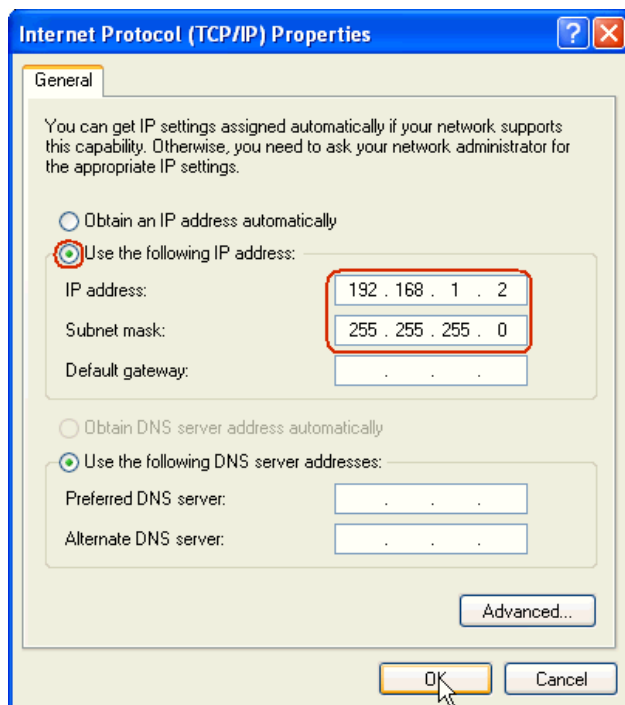 Internet Protocol (TCP/IP) Properties
General
You can get IP settings assigned automatically if your network supports
this capability. Otherwise, you need to ask your network administrator for
the appropriate IP settings.
Obtain an IP address automatically
Use the following IP address:
IP address: 192 . 168 . 1 . 2
Subnet mask: 255 . 255 . 255 . 0
Default gateway: . . .
Obtain DNS server address automatically
Use the following DNS server addresses:
Preferred DNS server: . . .
Alternate DNS server: . . .
Advanced...
OK Cancel